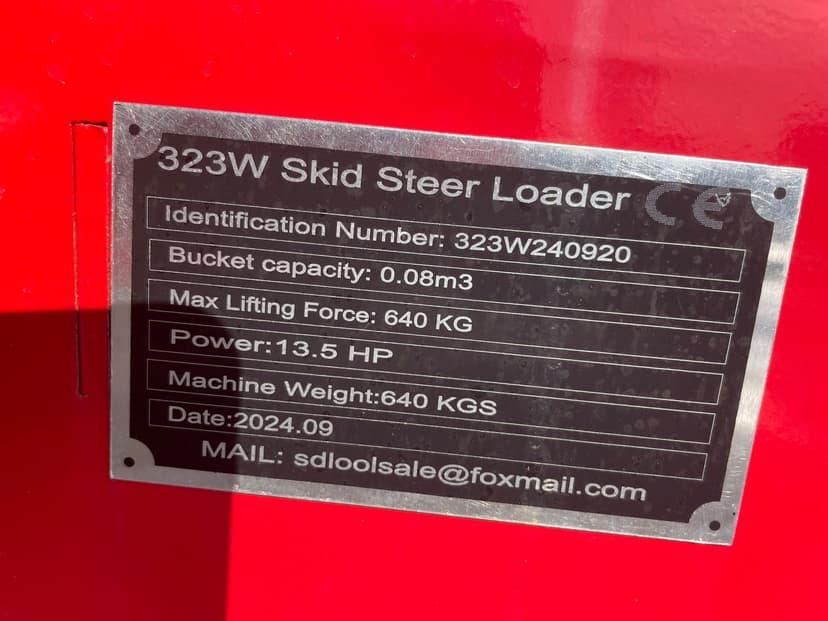 323W Skid Steer Loader CE
Identification Number: 323W240920
Bucket capacity: 0.08m3
Max Lifting Force: 640 KG
Power:13.5 HP
Machine Weight:640 KGS
Date:2024.09
MAIL: sdloolsale@foxmail.com